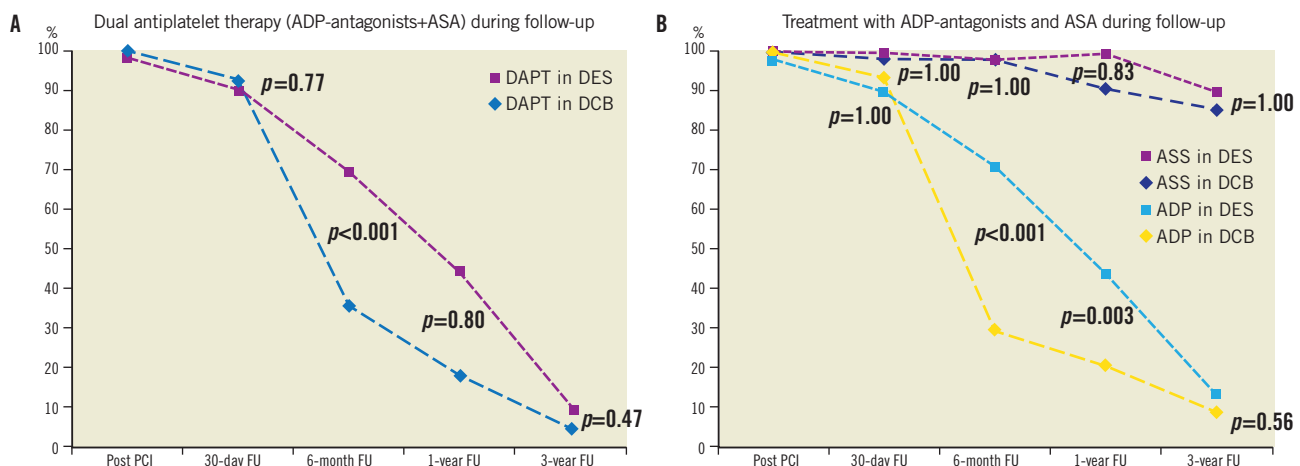 A
Dual antiplatelet therapy (ADP-antagonists+ASA) during follow-up
%
100
90
80
70
60
50
40
30
20
10
0
p=0.77
DAPT in DES
DAPT in DCB
p<0.001
p=0.80
p=0.47
Post PCI
30-day FU
6-month FU
1-year FU
3-year FU
B
Treatment with ADP-antagonists and ASA during follow-up
%
100
90
80
70
60
50
40
30
20
10
0
p=1.00
p=1.00
p=0.83
p=1.00
p=1.00
ASS in DES
ASS in DCB
ADP in DES
ADP in DCB
p<0.001
p=0.003
p=0.56
Post PCI
30-day FU
6-month FU
1-year FU
3-year FU